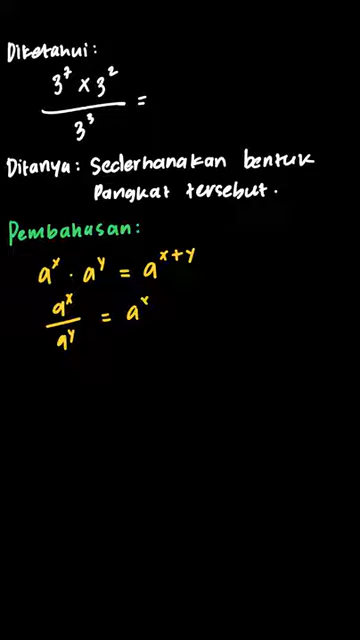 Diketahui:
3⁷ × 3² / 3³ =
Ditanya: Sederhanakan bentuk
Pangkat tersebut.
Pembahasan:
aˣ · aʸ = aˣ⁺ʸ
aˣ / aʸ = aˣ